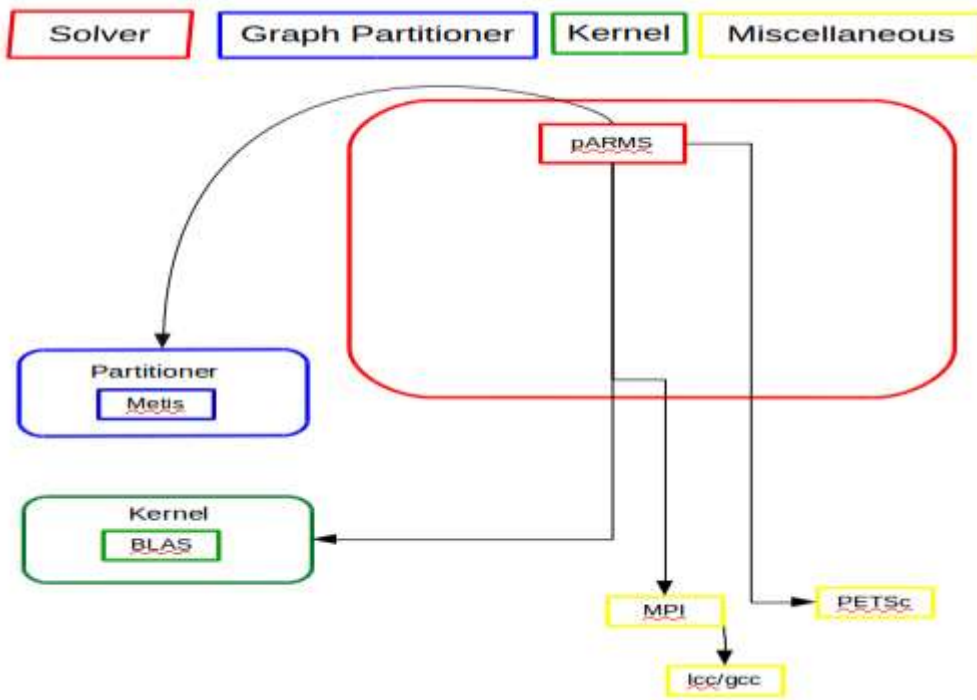 Solver
Graph Partitioner
Kernel
Miscellaneous
pARMS
Partitioner
Metis
Kernel
BLAS
MPI
PETSc
Icc/gcc